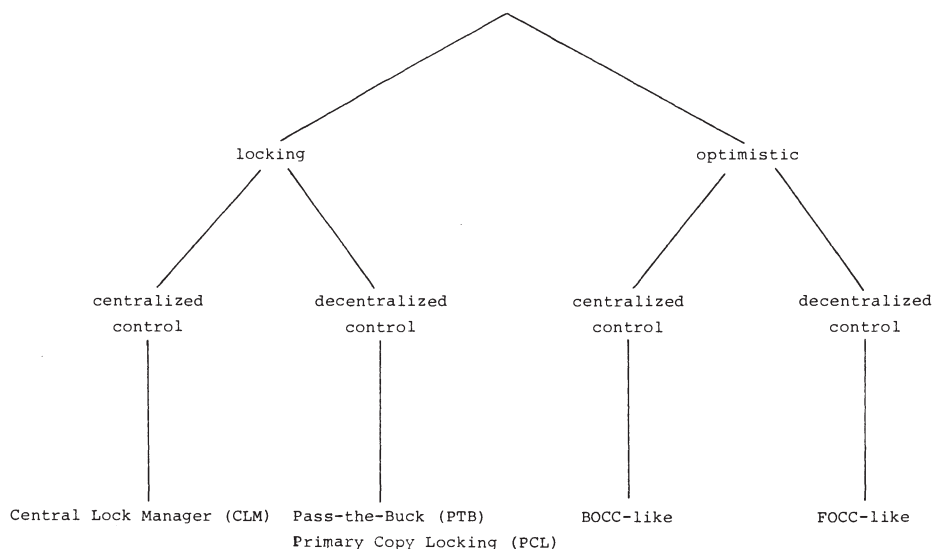 locking
optimistic
centralized
control
decentralized
control
centralized
control
decentralized
control
Central Lock Manager (CLM)
Pass-the-Buck (PTB)
Primary Copy Locking (PCL)
BOCC-like
FOCC-like